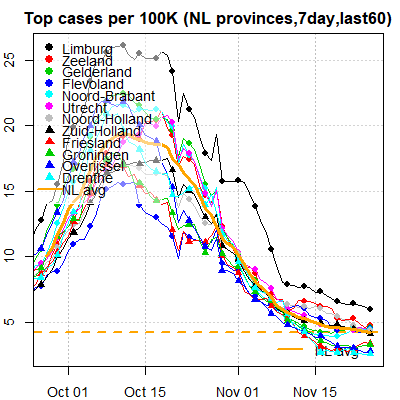 Top cases per 100K (NL provinces,7day,last60)
25
20
15
10
5
Limburg
Zeeland
Gelderland
Flevoland
Noord-Brabant
Utrecht
Noord-Holland
Zuid-Holland
Friesland
Groningen
Overijssel
Drenthe
NL avg
NL avg
Oct 01 Oct 15 Nov 01 Nov 15